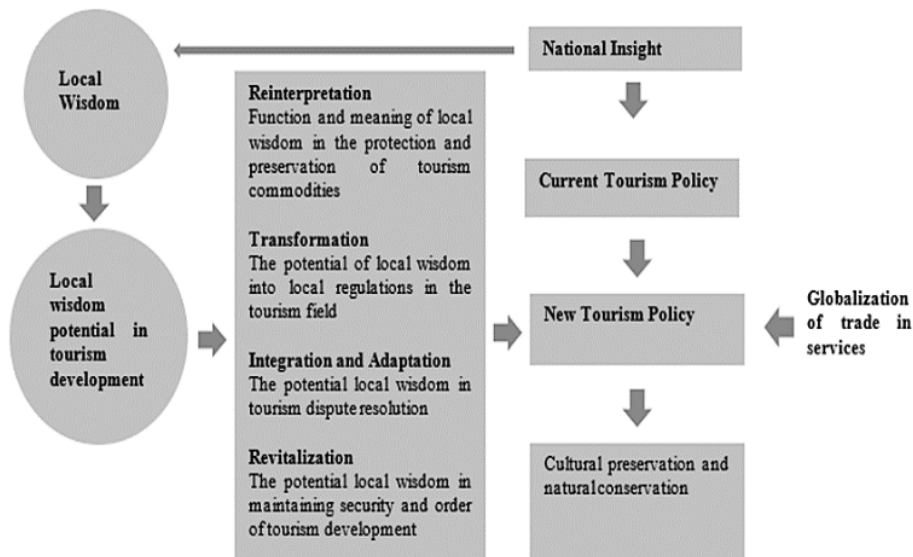 Local
Wisdom
National Insight
Reinterpretation
Function and meaning of local
wisdom in the protection and
preservation of tourism
commodities
Transformation
The potential of local wisdom
into local regulations in the
tourism field
Integration and Adaptation
The potential local wisdom in
tourism dispute resolution
Revitalization
The potential local wisdom in
maintaining security and order
of tourism development
Local
wisdom
potential in
tourism
development
Current Tourism Policy
New Tourism Policy
Globalization
of trade in
services
Cultural preservation and
natural conservation